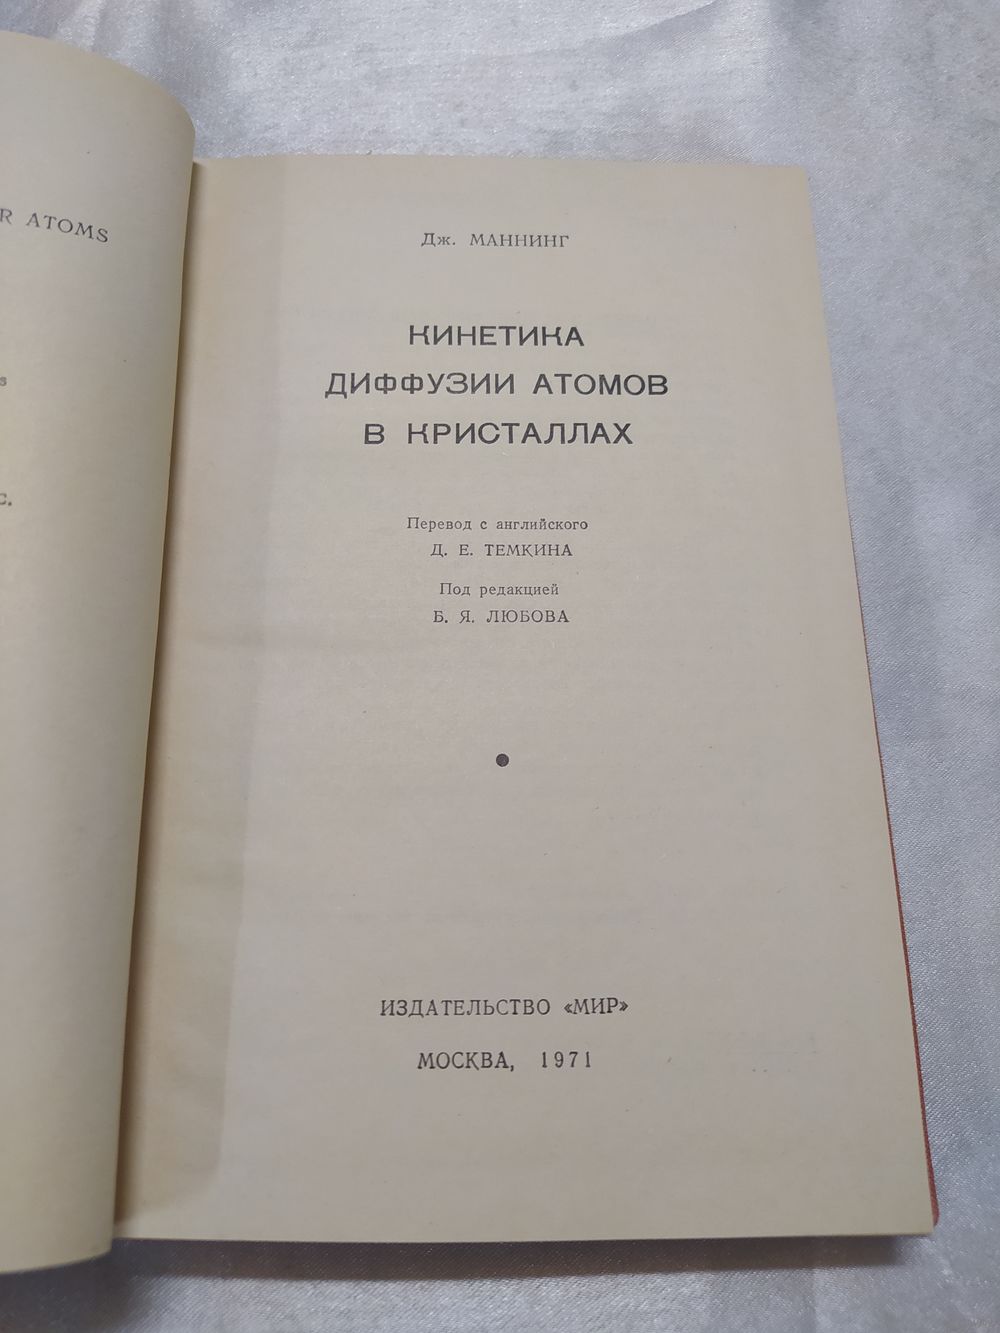 R ATOMS
s
C.
Дж. МАННИНГ
КИНЕТИКА
ДИФФУЗИИ АТОМОВ
В КРИСТАЛЛАХ
Перевод с английского
Д. Е. ТЕМКИНА
Под редакцией
Б. Я. ЛЮБОВА
ИЗДАТЕЛЬСТВО «МИР»
МОСКВА, 1971